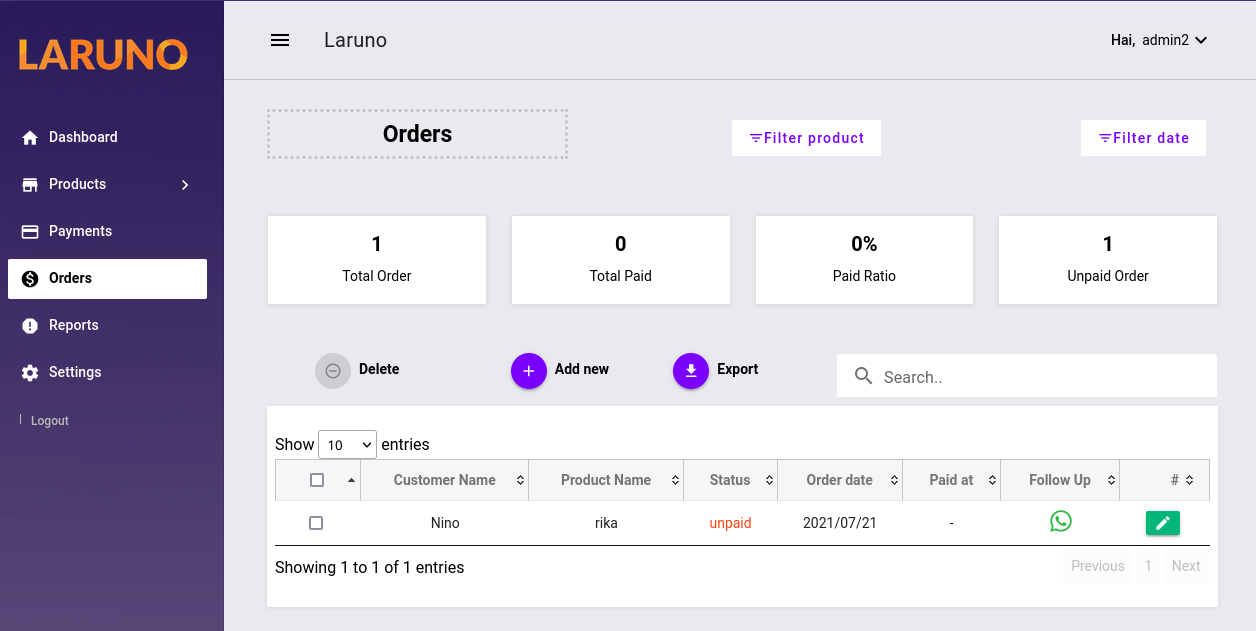 LARUNO
Laruno
Hai, admin2
Dashboard
Products
Payments
Orders
Reports
Settings
Logout
Orders
Filter product
Filter date
1
Total Order
0
Total Paid
0%
Paid Ratio
1
Unpaid Order
Delete
Add new
Export
Search..
Show 10 entries
Customer Name Product Name Status Order date Paid at Follow Up #
Nino rika unpaid 2021/07/21 -
Showing 1 to 1 of 1 entries
Previous 1 Next